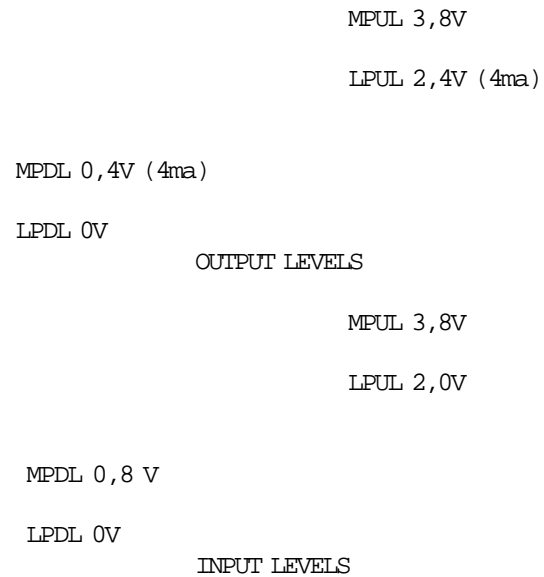 MPUL 3,8V
LPUL 2,4V (4ma)
MPDL 0,4V (4ma)
LPDL 0V
OUTPUT LEVELS
MPUL 3,8V
LPUL 2,0V
MPDL 0,8 V
LPDL 0V
INPUT LEVELS